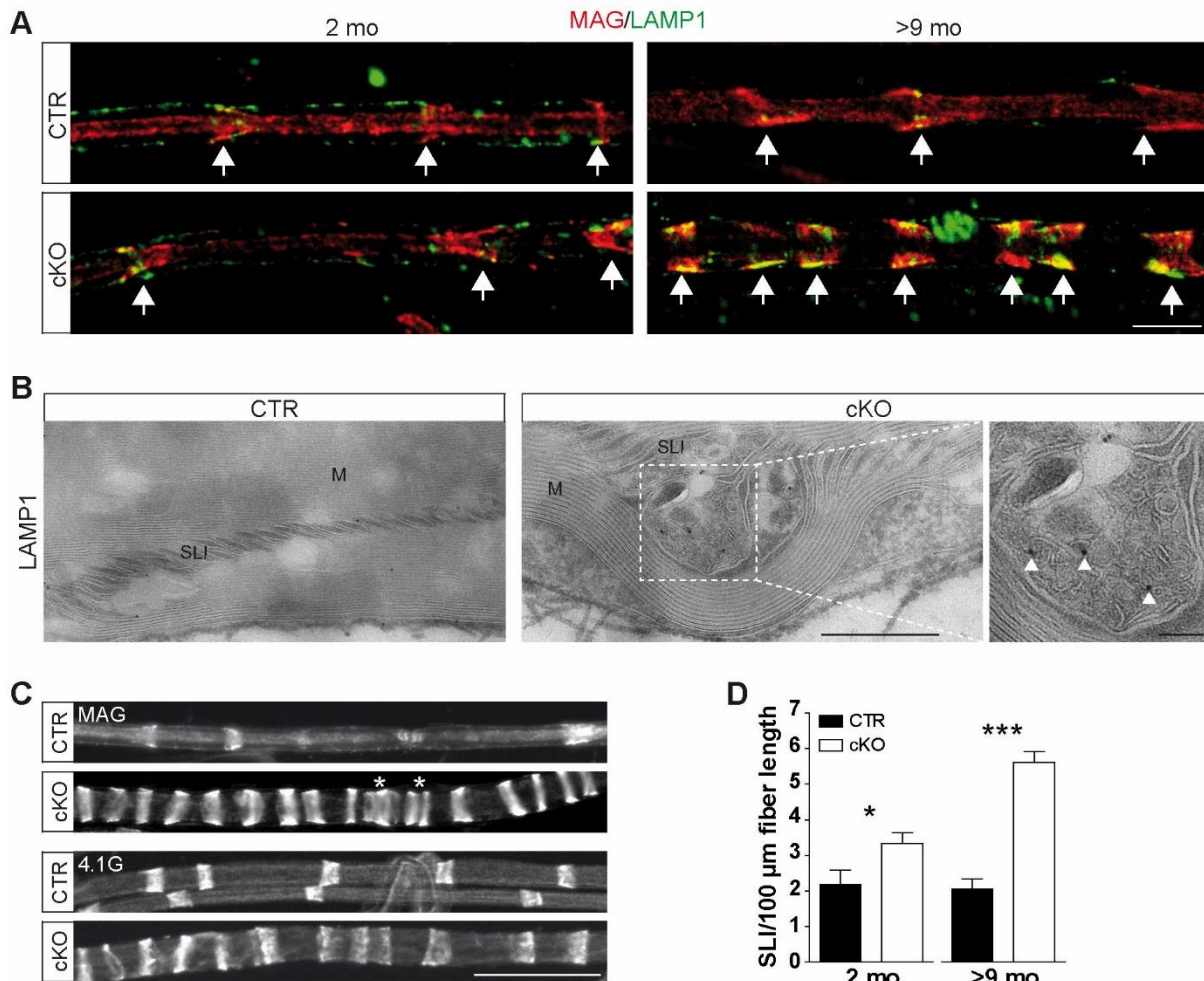 A
MAG/LAMP1
2 mo
>9 mo
CTR
cKO
B
CTR
cKO
LAMP1
M
SLI
SLI
M
C
CTR
MAG
cKO
* *
CTR
4.1G
cKO
D
SLI/100 µm fiber length
7
6
5
4
3
2
1
0
CTR
cKO
*
***
2 mo
>9 mo